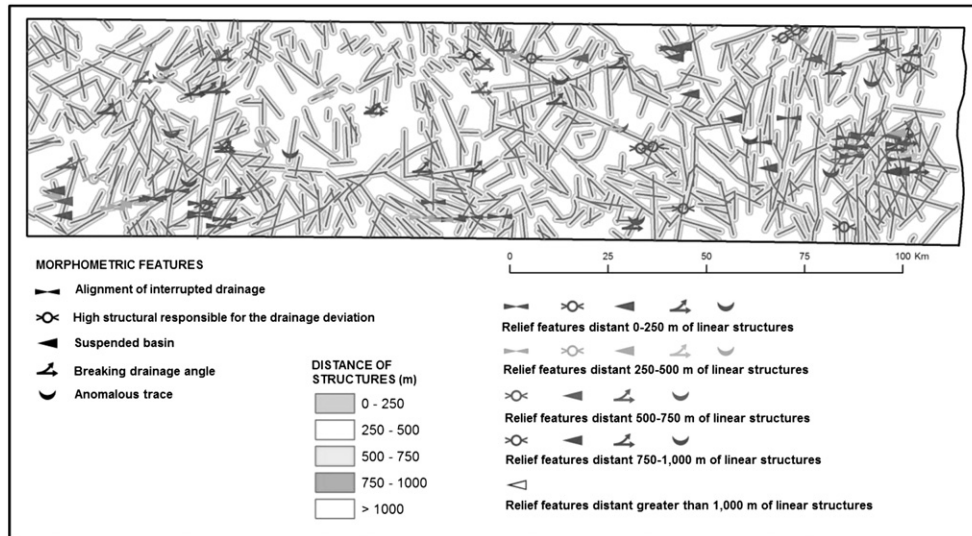 MORPHOMETRIC FEATURES
Alignment of interrupted drainage
High structural responsible for the drainage deviation
Suspended basin
Breaking drainage angle
Anomalous trace
DISTANCE OF
STRUCTURES (m)
0 - 250
250 - 500
500 - 750
750 - 1000
> 1000
0 25 50 75 100 Km
Relief features distant 0-250 m of linear structures
Relief features distant 250-500 m of linear structures
Relief features distant 500-750 m of linear structures
Relief features distant 750-1,000 m of linear structures
Relief features distant greater than 1,000 m of linear structures